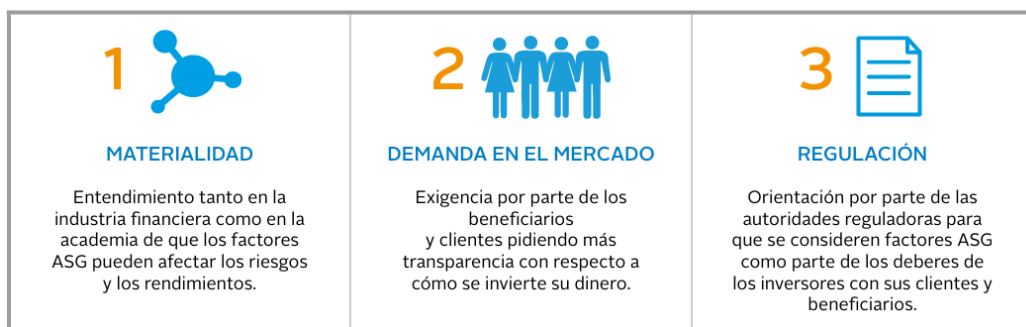 1
MATERIALIDAD
Entendimiento tanto en la
industria financiera como en la
academia de que los factores
ASG pueden afectar los riesgos
y los rendimientos.
2
DEMANDA EN EL MERCADO
Exigencia por parte de los
beneficiarios
y clientes pidiendo más
transparencia con respecto a
cómo se invierte su dinero.
3
REGULACIÓN
Orientación por parte de las
autoridades reguladoras para
que se consideren factores ASG
como parte de los deberes de
los inversores con sus clientes y
beneficiarios.